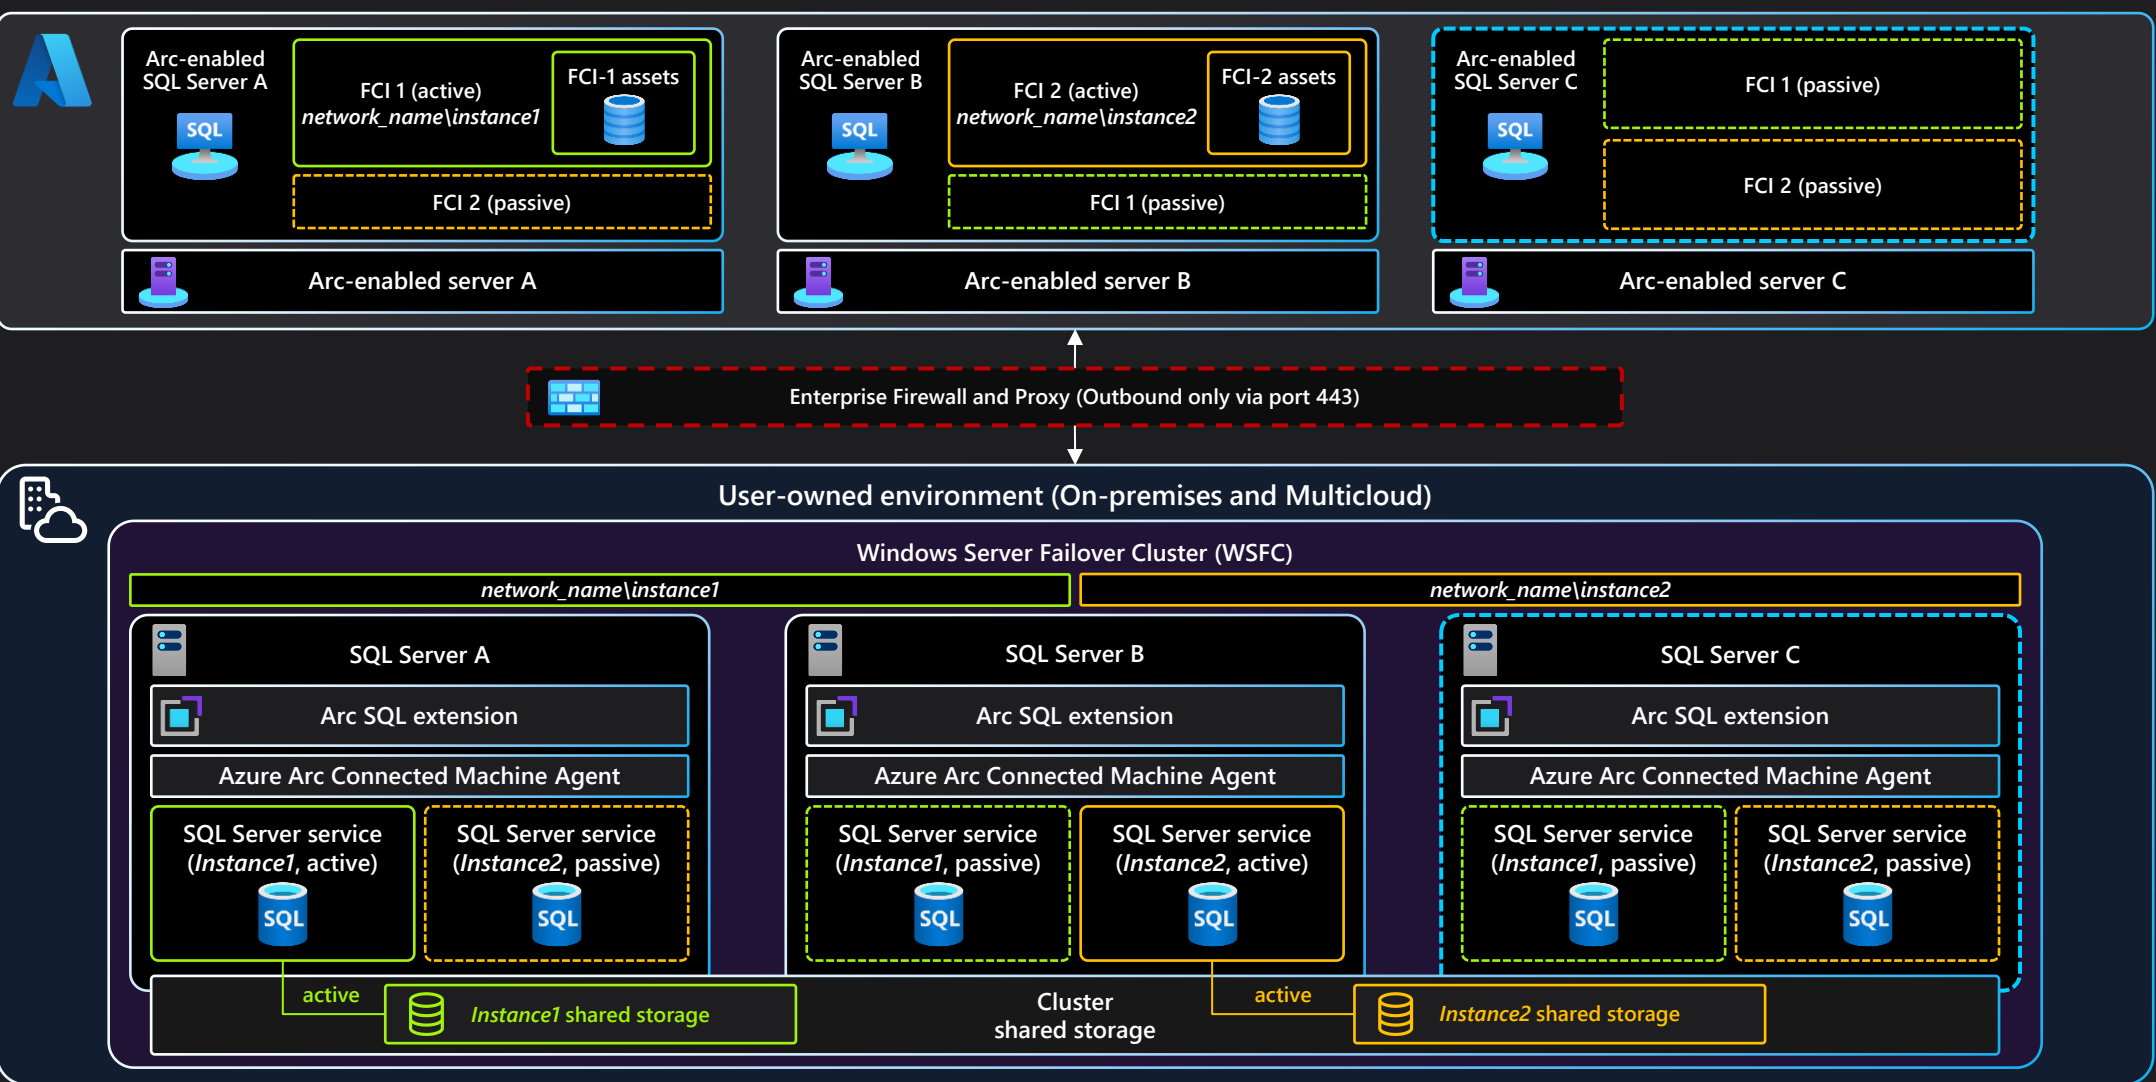 Arc-enabled
SQL Server A
SQL
FCI 1 (active)
network_name\instance1
FCI-1 assets
FCI 2 (passive)
Arc-enabled server A
Arc-enabled
SQL Server B
SQL
FCI 2 (active)
network_name\instance2
FCI-2 assets
FCI 1 (passive)
Arc-enabled server B
Arc-enabled
SQL Server C
SQL
FCI 1 (passive)
FCI 2 (passive)
Arc-enabled server C
Enterprise Firewall and Proxy (Outbound only via port 443)
User-owned environment (On-premises and Multicloud)
Windows Server Failover Cluster (WSFC)
network_name\instance1
network_name\instance2
SQL Server A
Arc SQL extension
Azure Arc Connected Machine Agent
SQL Server service
(Instance1, active)
SQL
SQL Server service
(Instance2, passive)
SQL
SQL Server B
Arc SQL extension
Azure Arc Connected Machine Agent
SQL Server service
(Instance1, passive)
SQL
SQL Server service
(Instance2, active)
SQL
SQL Server C
Arc SQL extension
Azure Arc Connected Machine Agent
SQL Server service
(Instance1, passive)
SQL
SQL Server service
(Instance2, passive)
SQL
active
Instance1 shared storage
Cluster
shared storage
active
Instance2 shared storage